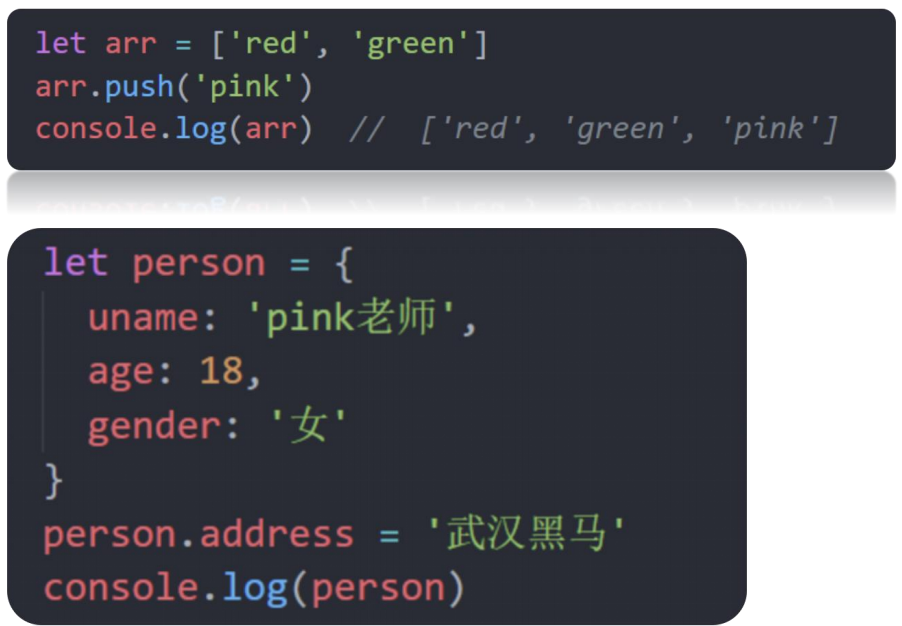 let arr = ['red', 'green']
arr.push('pink')
console.log(arr)  //  ['red', 'green', 'pink']
let person = {
  uname: 'pink老师',
  age: 18,
  gender: '女'
}
person.address = '武汉黑马'
console.log(person)